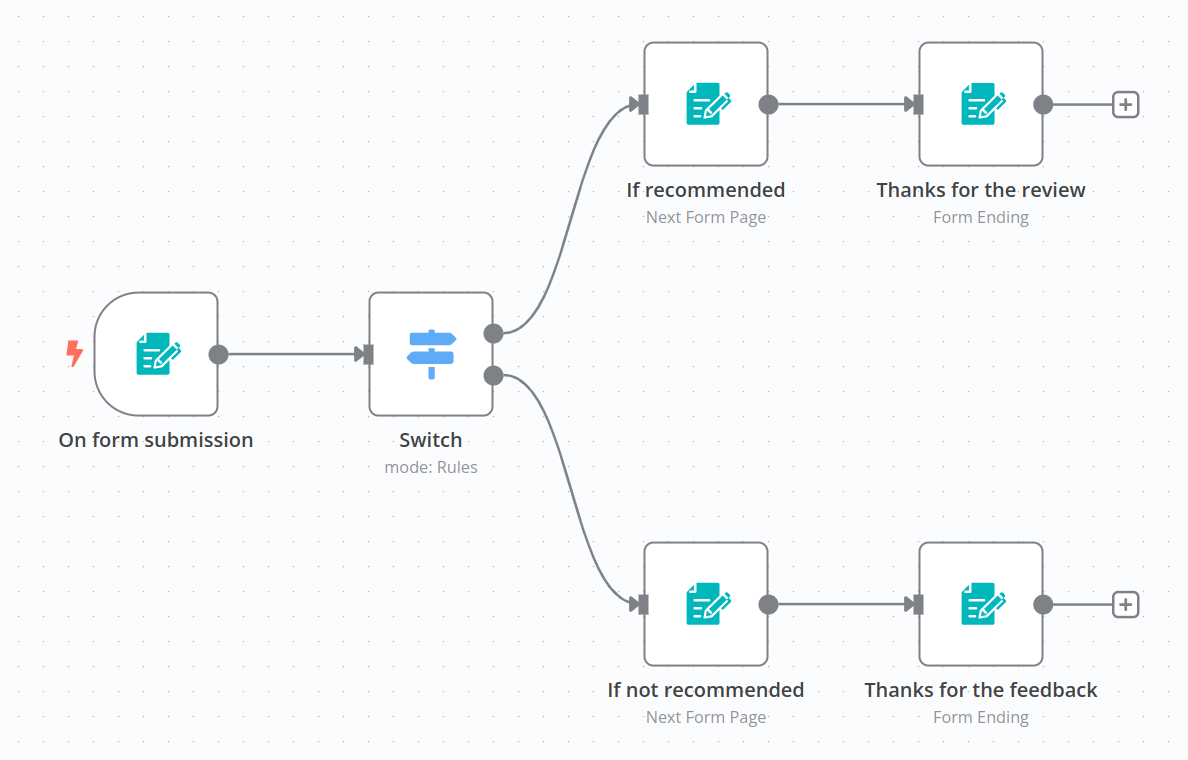 If recommended
Next Form Page
Thanks for the review
Form Ending
On form submission
Switch
mode: Rules
If not recommended
Next Form Page
Thanks for the feedback
Form Ending